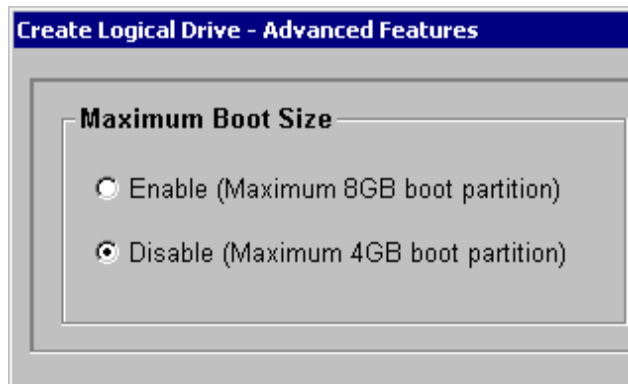 Create Logical Drive - Advanced Features
Maximum Boot Size
Enable (Maximum 8GB boot partition)
Disable (Maximum 4GB boot partition)